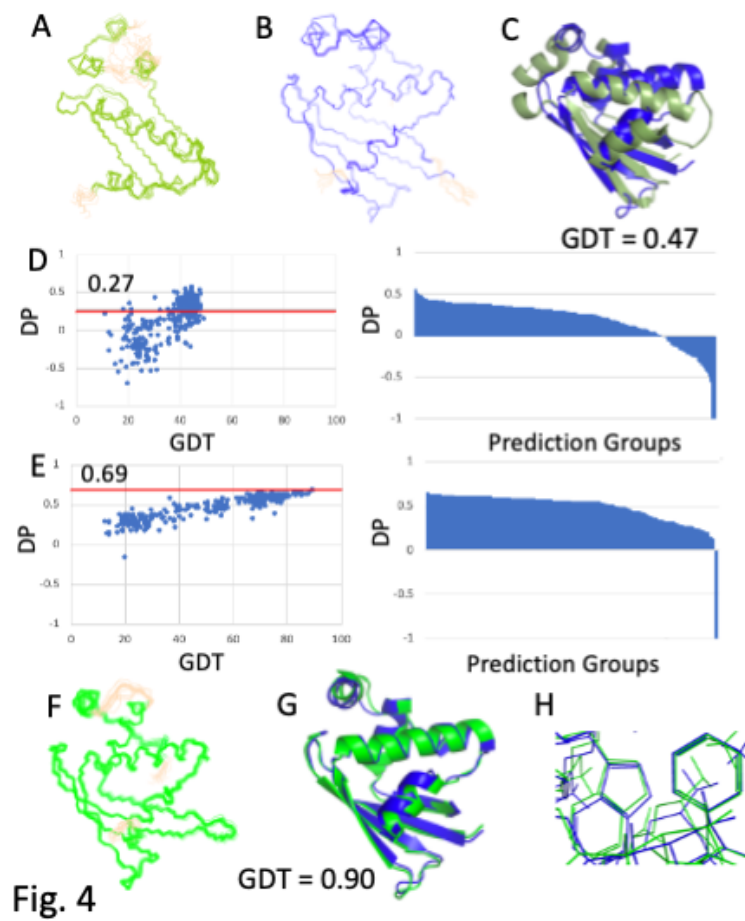 A
B
C
GDT = 0.47
D
0.27
DP
1
0.5
0
-0.5
-1
0 20 40 60 80 100
GDT
1
0.5
0
-0.5
-1
DP
Prediction Groups
E
0.69
DP
1
0.5
0
-0.5
-1
0 20 40 60 80 100
GDT
1
0.5
0
-0.5
-1
DP
Prediction Groups
F
G
H
GDT = 0.90
Fig. 4